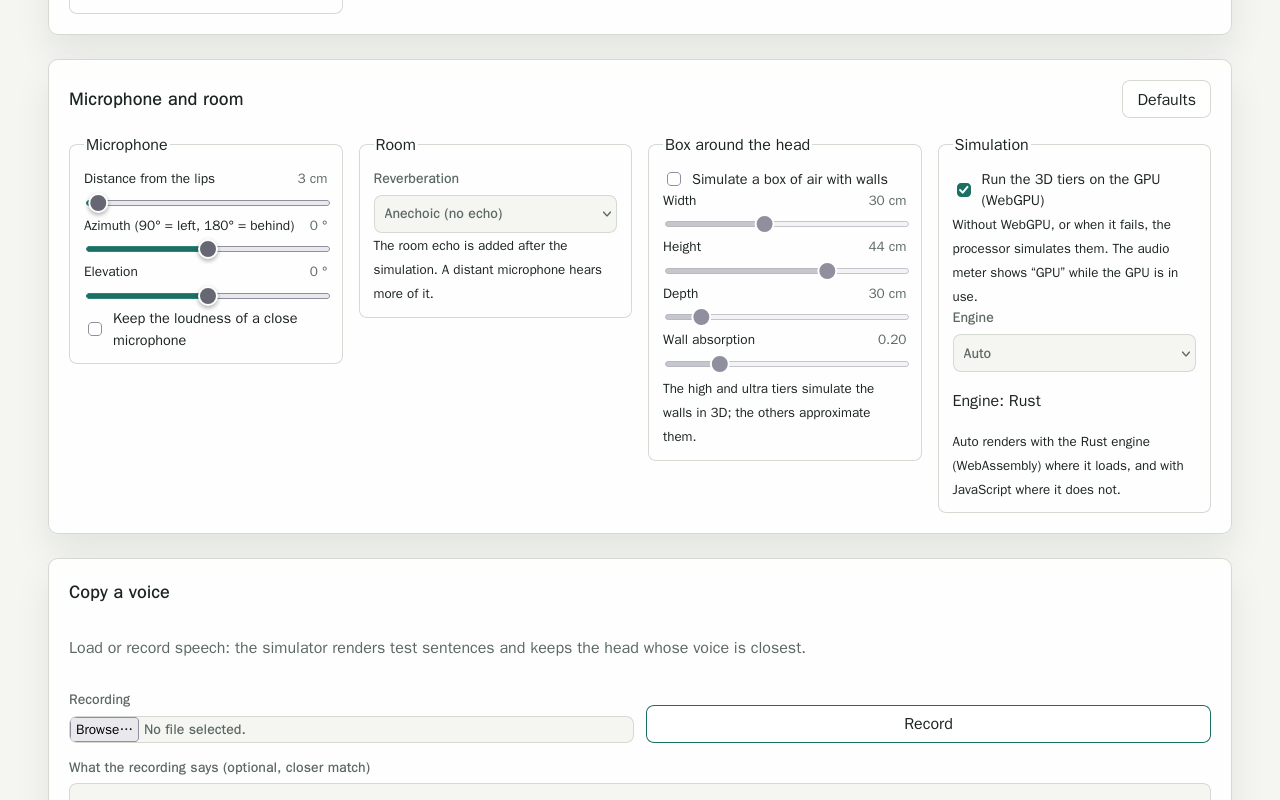 Microphone and room
Defaults
Microphone
Distance from the lips 3 cm
Azimuth (90° = left, 180° = behind) 0 °
Elevation 0 °
Keep the loudness of a close
microphone
Room
Reverberation
Anechoic (no echo)
The room echo is added after the
simulation. A distant microphone hears
more of it.
Box around the head
Simulate a box of air with walls
Width 30 cm
Height 44 cm
Depth 30 cm
Wall absorption 0.20
The high and ultra tiers simulate the
walls in 3D; the others approximate
them.
Simulation
Run the 3D tiers on the GPU
(WebGPU)
Without WebGPU, or when it fails, the
processor simulates them. The audio
meter shows “GPU” while the GPU is in
use.
Engine
Auto
Engine: Rust
Auto renders with the Rust engine
(WebAssembly) where it loads, and with
JavaScript where it does not.
Copy a voice
Load or record speech: the simulator renders test sentences and keeps the head whose voice is closest.
Recording
Browse… No file selected.
Record
What the recording says (optional, closer match)